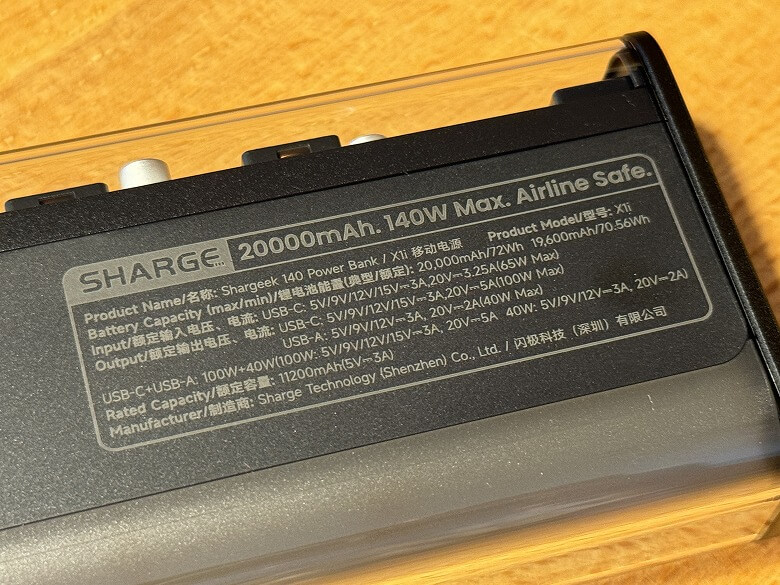 SHARGE 20000mAh. 140W Max. Airline Safe.
Product Name/名称: Shargeek 140 Power Bank / X1i 移动电源 Product Model/型号: X1i
Battery Capacity (max/min)/锂电池能量(典型/额定): 20,000mAh/72Wh 19,600mAh/70.56Wh
Input/额定输入电压、电流: USB-C: 5V/9V/12V/15V⎓3A,20V⎓3.25A(65W Max)
Output/额定输出电压、电流: USB-C: 5V/9V/12V/15V⎓3A, 20V⎓5A(100W Max)
USB-A: 5V/9V/12V/15V⎓3A, 20V⎓2A(40W Max)
USB-C+USB-A: 100W+40W(100W: 5V/9V/12V/15V⎓3A, 20V⎓5A 40W: 5V/9V/12V⎓3A, 20V⎓2A)
Rated Capacity/额定容量: 11200mAh(5V⎓3A)
Manufacturer/制造商: Sharge Technology (Shenzhen) Co., Ltd. / 闪极科技（深圳）有限公司